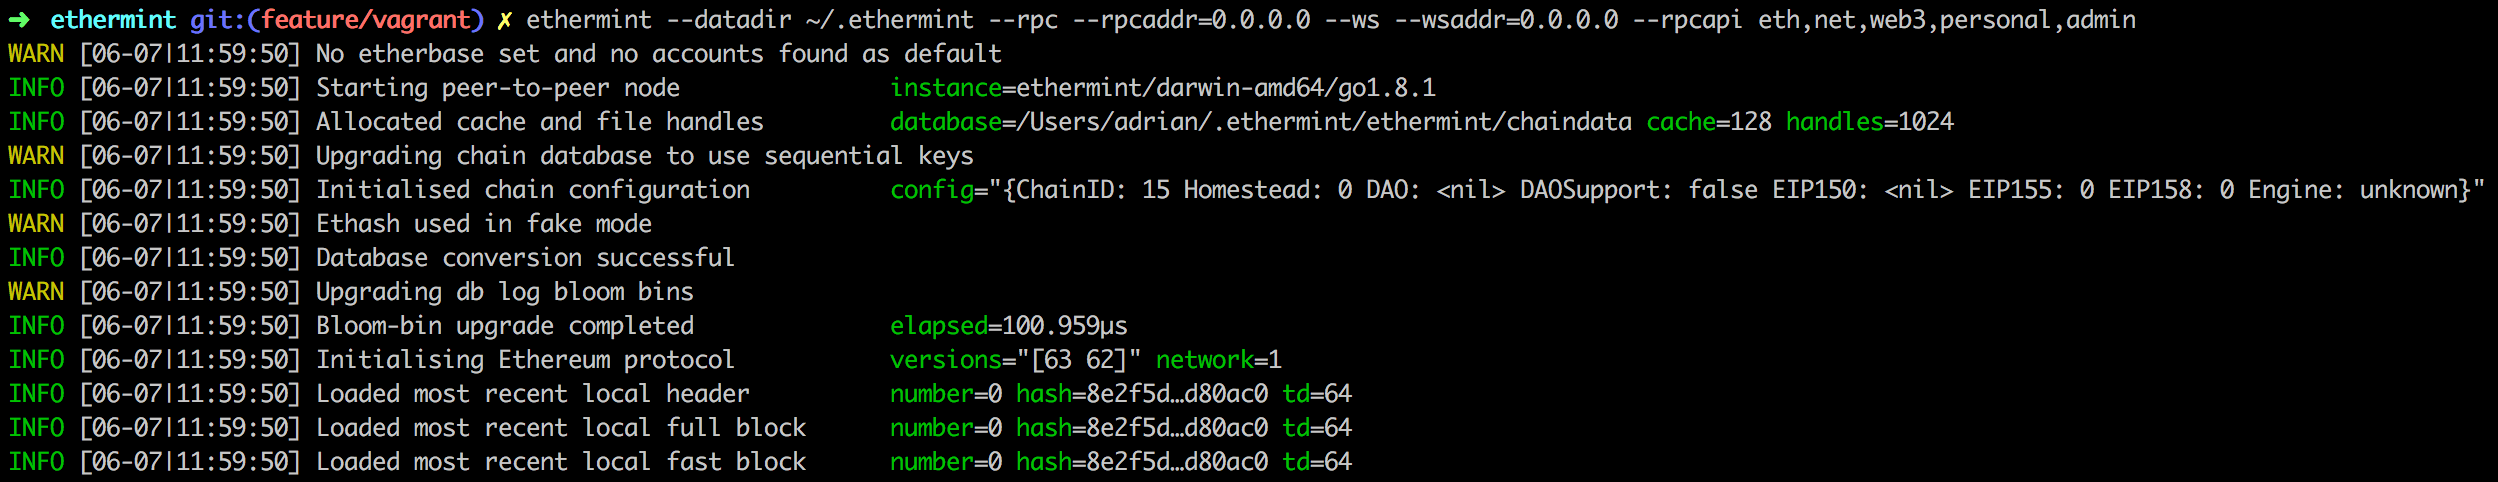 ➜ ethermint git:(feature/vagrant) ✗ ethermint --datadir ~/.ethermint --rpc --rpcaddr=0.0.0.0 --ws --wsaddr=0.0.0.0 --rpcapi eth,net,web3,personal,admin
WARN [06-07|11:59:50] No etherbase set and no accounts found as default
INFO [06-07|11:59:50] Starting peer-to-peer node instance=ethermint/darwin-amd64/go1.8.1
INFO [06-07|11:59:50] Allocated cache and file handles database=/Users/adrian/.ethermint/ethermint/chaindata cache=128 handles=1024
WARN [06-07|11:59:50] Upgrading chain database to use sequential keys
INFO [06-07|11:59:50] Initialised chain configuration config="{ChainID: 15 Homestead: 0 DAO: <nil> DAOSupport: false EIP150: <nil> EIP155: 0 EIP158: 0 Engine: unknown}"
WARN [06-07|11:59:50] Ethash used in fake mode
INFO [06-07|11:59:50] Database conversion successful
WARN [06-07|11:59:50] Upgrading db log bloom bins
INFO [06-07|11:59:50] Bloom-bin upgrade completed elapsed=100.959µs
INFO [06-07|11:59:50] Initialising Ethereum protocol versions="[63 62]" network=1
INFO [06-07|11:59:50] Loaded most recent local header number=0 hash=8e2f5d…d80ac0 td=64
INFO [06-07|11:59:50] Loaded most recent local full block number=0 hash=8e2f5d…d80ac0 td=64
INFO [06-07|11:59:50] Loaded most recent local fast block number=0 hash=8e2f5d…d80ac0 td=64